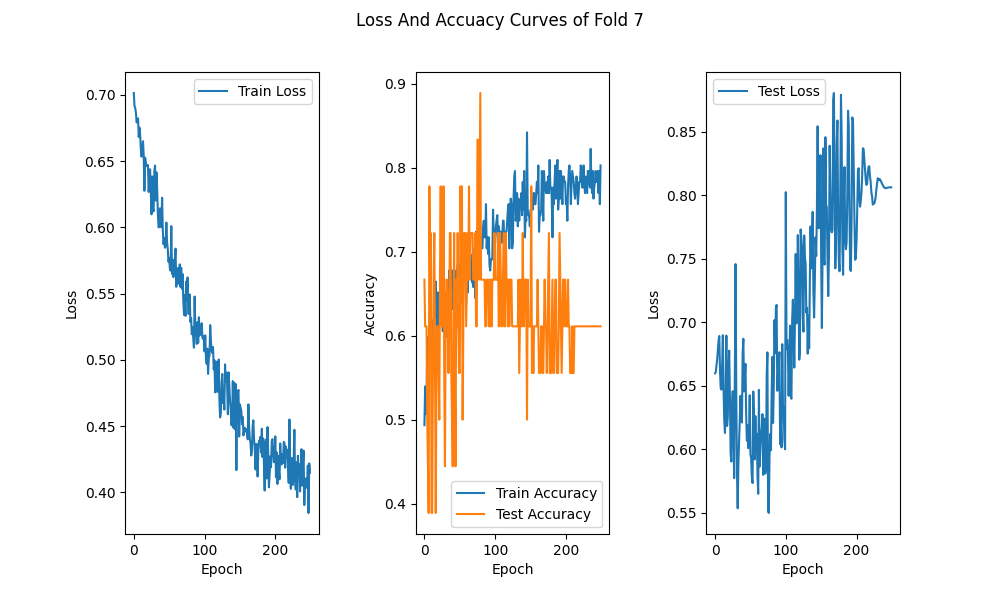 Loss And Accuacy Curves of Fold 7
Train Loss
0.70
0.65
0.60
0.55
0.50
0.45
0.40
Loss
0
100
200
Epoch
0.9
0.8
0.7
0.6
0.5
0.4
Accuracy
Train Accuracy
Test Accuracy
0
100
200
Epoch
Test Loss
0.85
0.80
0.75
0.70
0.65
0.60
0.55
Loss
0
100
200
Epoch